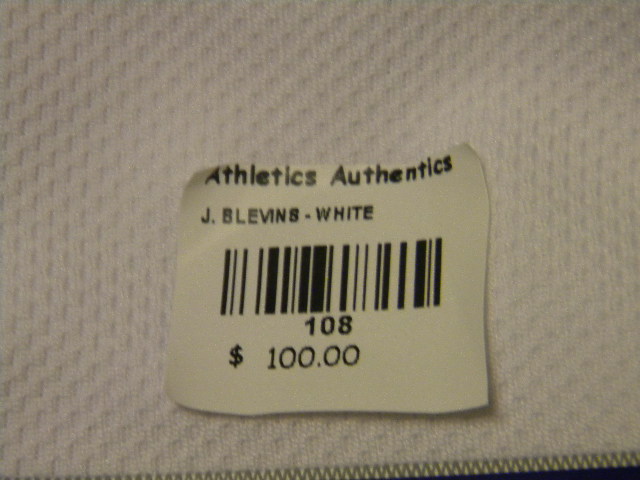 Athletics Authentics
J. BLEVINS - WHITE
108
$ 100.00